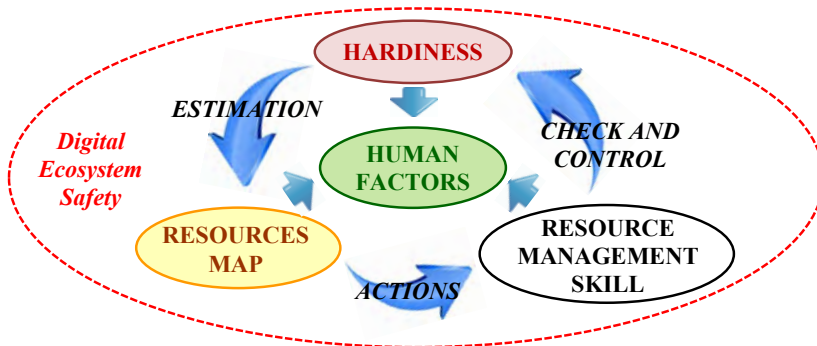 HARDINESS
ESTIMATION
CHECK AND
CONTROL
Digital
Ecosystem
Safety
HUMAN
FACTORS
RESOURCES
MAP
RESOURCE
MANAGEMENT
SKILL
ACTIONS